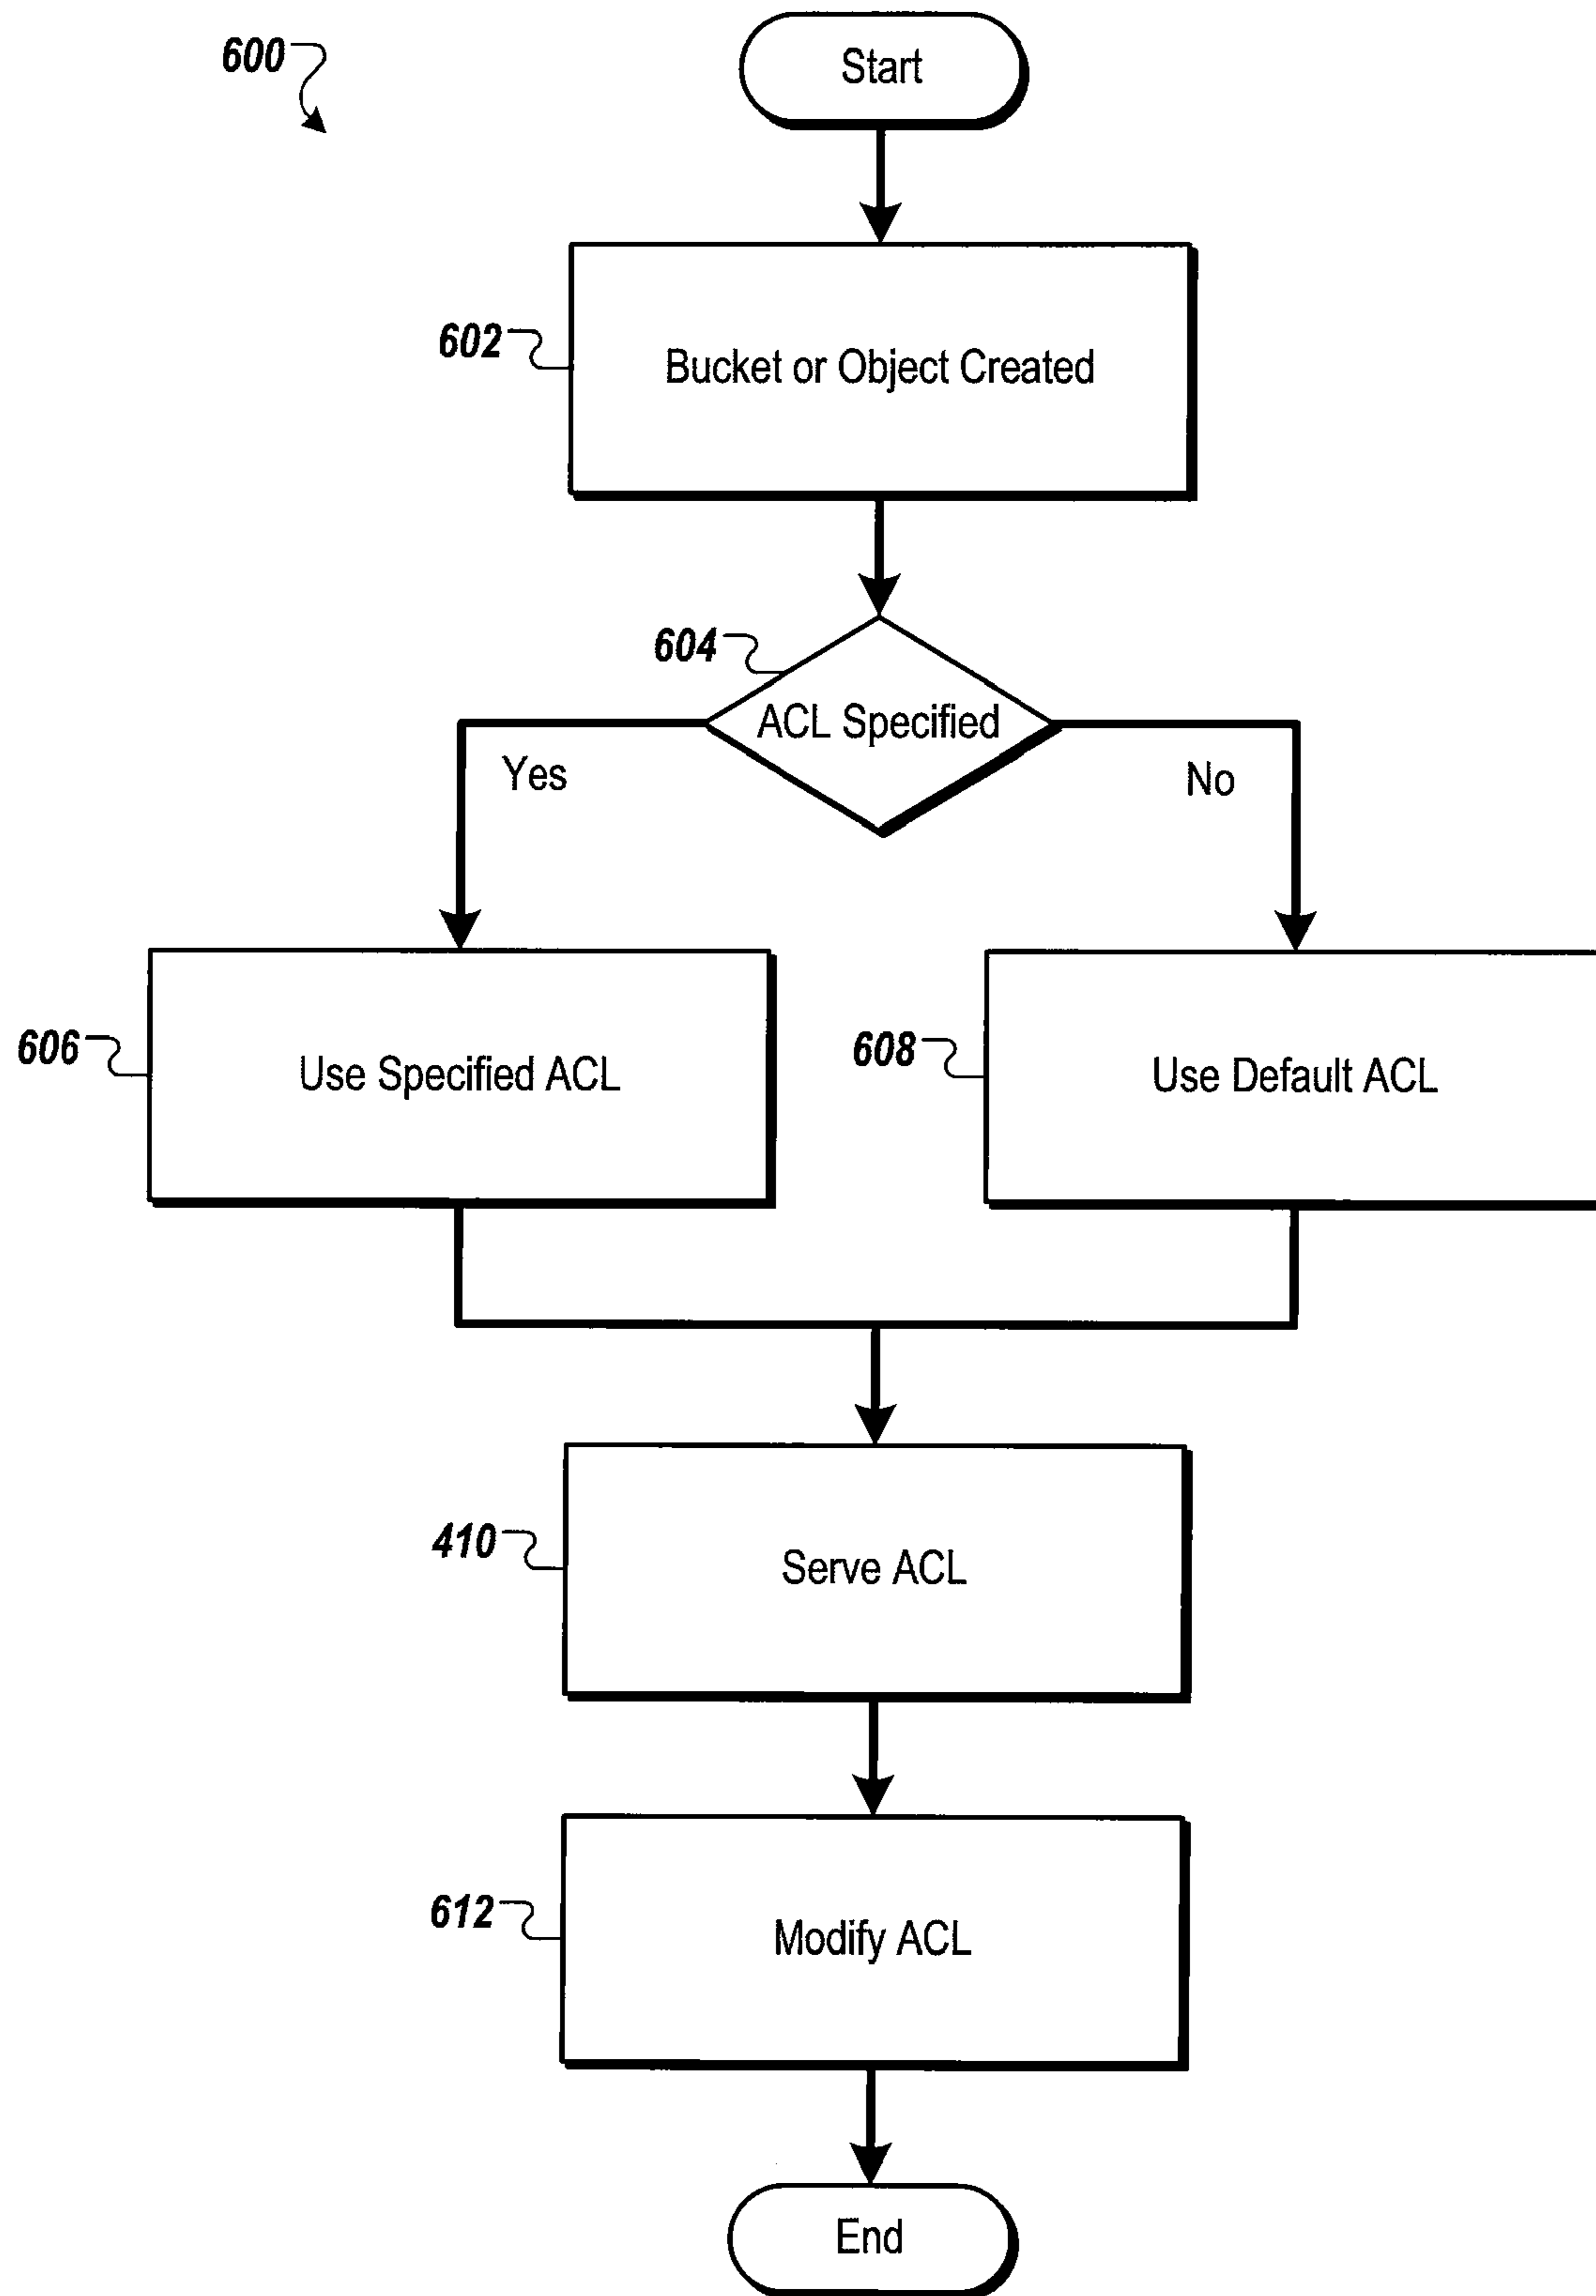 600
Start
602
Bucket or Object Created
604
ACL Specified
Yes
No
606
Use Specified ACL
608
Use Default ACL
410
Serve ACL
612
Modify ACL
End